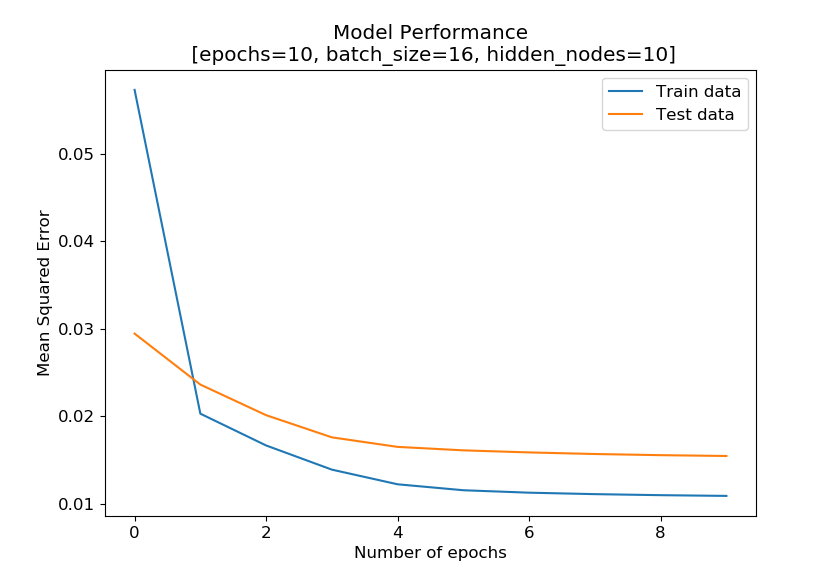 Model Performance
[epochs=10, batch_size=16, hidden_nodes=10]
Train data
Test data
0.05
0.04
0.03
0.02
0.01
Mean Squared Error
0 2 4 6 8
Number of epochs